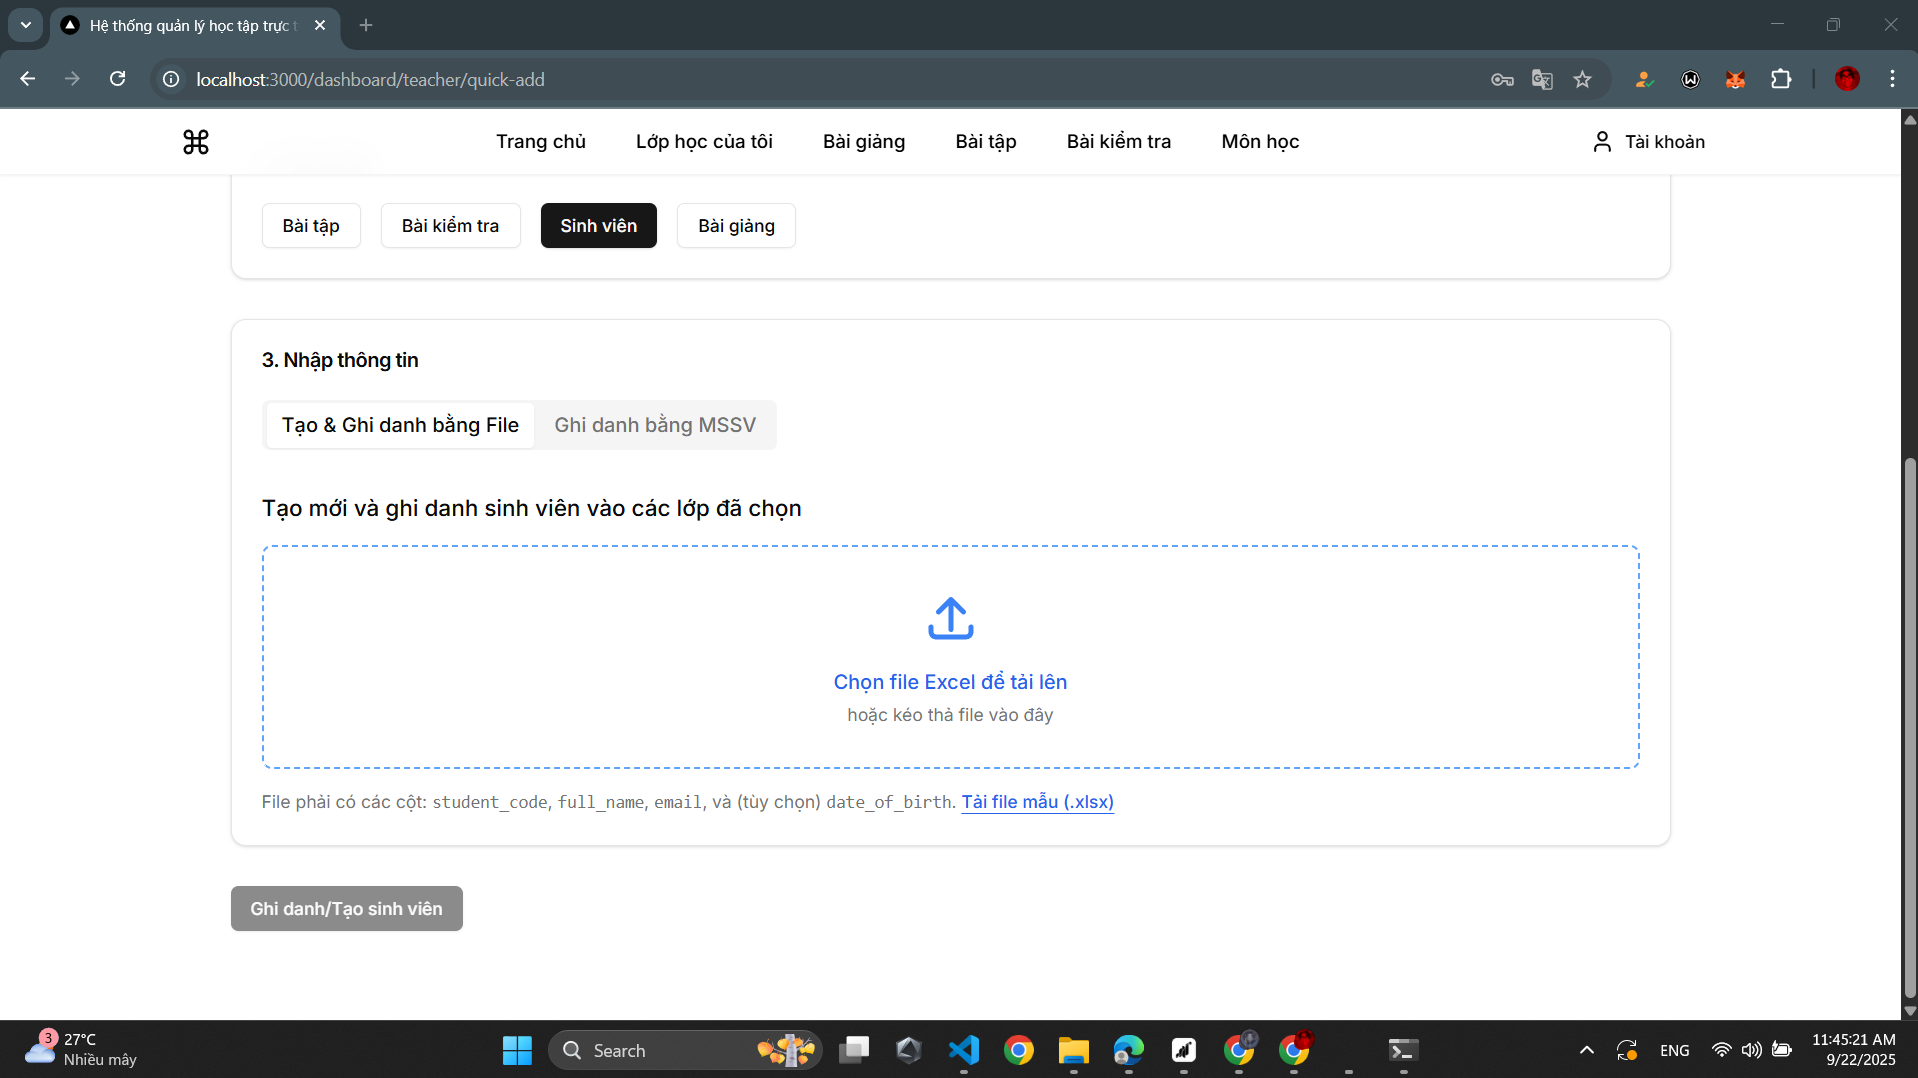 Hệ thống quản lý học tập trực t
localhost:3000/dashboard/teacher/quick-add
Trang chủ
Lớp học của tôi
Bài giảng
Bài tập
Bài kiểm tra
Môn học
Tài khoản
Bài tập
Bài kiểm tra
Sinh viên
Bài giảng
3. Nhập thông tin
Tạo & Ghi danh bằng File
Ghi danh bằng MSSV
Tạo mới và ghi danh sinh viên vào các lớp đã chọn
Chọn file Excel để tải lên
hoặc kéo thả file vào đây
File phải có các cột: student_code, full_name, email, và (tùy chọn) date_of_birth. Tải file mẫu (.xlsx)
Ghi danh/Tạo sinh viên
3
27°C
Nhiều mây
Search
ENG
11:45:21 AM
9/22/2025